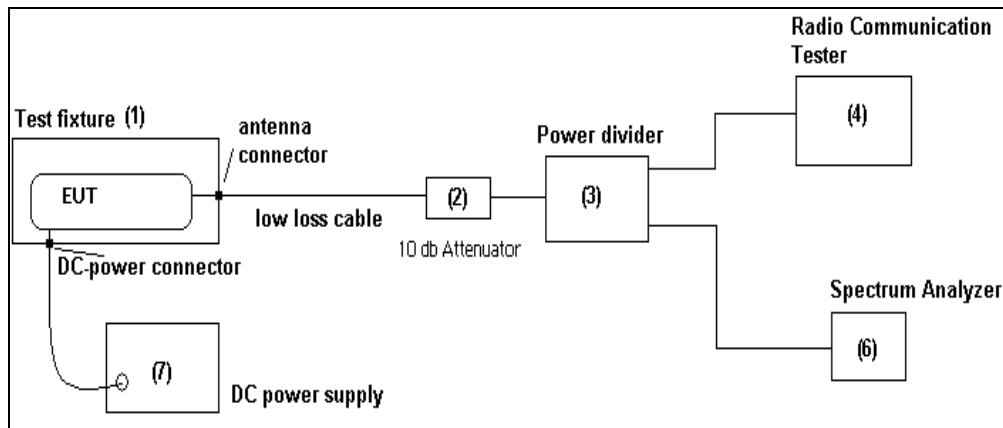 Radio Communication
Tester
(4)
Test fixture (1)
antenna
connector
Power divider
EUT
(2)
(3)
low loss cable
10 db Attenuator
DC-power connector
Spectrum Analyzer
(6)
(7)
DC power supply